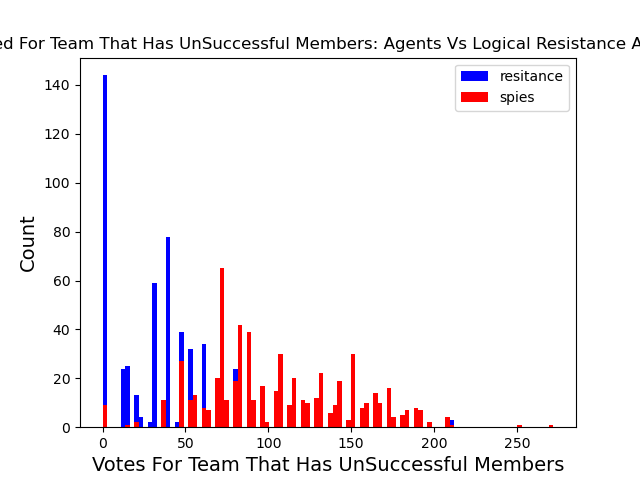 ed For Team That Has UnSuccessful Members: Agents Vs Logical Resistance A
resitance
spies
140
120
100
80
60
40
20
0
Count
0 50 100 150 200 250
Votes For Team That Has UnSuccessful Members